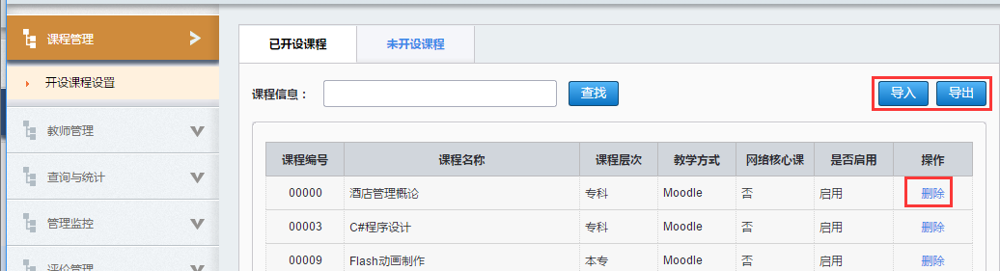 课程管理
开设课程设置
教师管理
查询与统计
管理监控
评价管理
已开设课程 未开设课程
课程信息： 查找 导入 导出
课程编号 课程名称 课程层次 教学方式 网络核心课 是否启用 操作
00000 酒店管理概论 专科 Moodle 否 启用 删除
00003 C#程序设计 专科 Moodle 否 启用 删除
00009 Flash动画制作 本专 Moodle 否 启用 删除